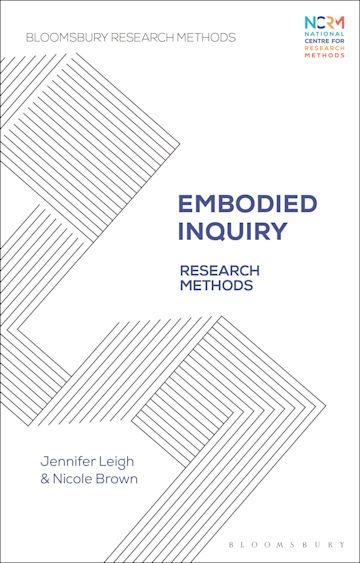 BLOOMSBURY RESEARCH METHODS
NCRM
NATIONAL
CENTRE FOR
RESEARCH
METHODS
EMBODIED
INQUIRY
RESEARCH
METHODS
Jennifer Leigh
& Nicole Brown
BLOOMSBURY